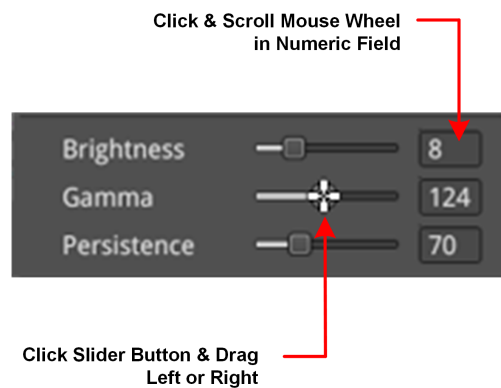 Click & Scroll Mouse Wheel
in Numeric Field
Brightness 8
Gamma 124
Persistence 70
Click Slider Button & Drag
Left or Right